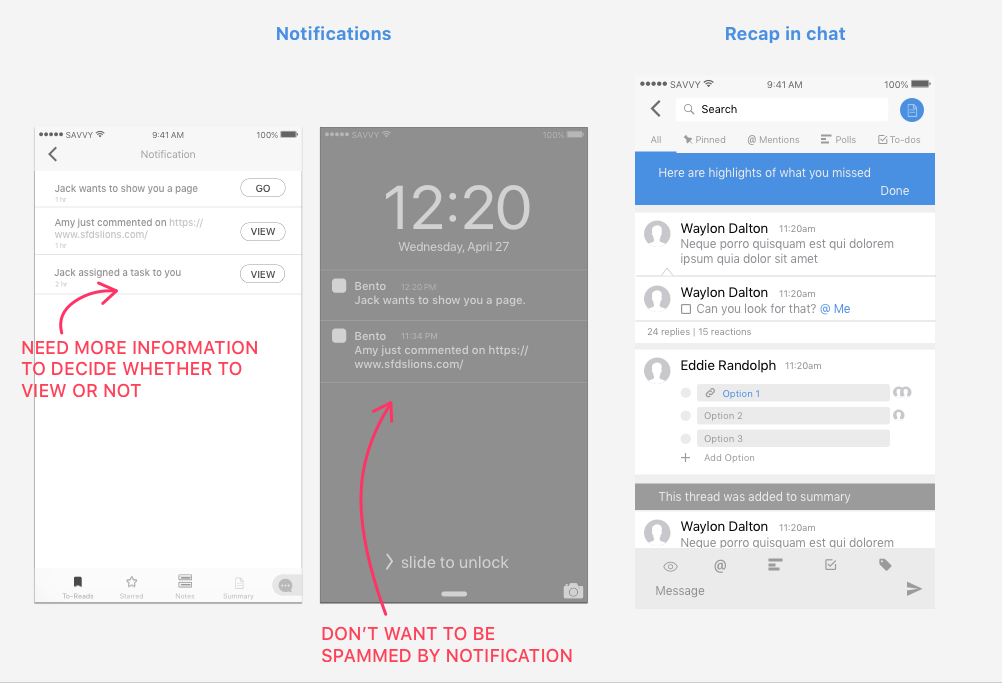 Notifications
Recap in chat
SAVVY
9:41 AM
100%
Notification
Jack wants to show you a page
1 hr
GO
Amy just commented on https://
www.sfdslions.com/
1 hr
VIEW
Jack assigned a task to you
2 hr
VIEW
NEED MORE INFORMATION
TO DECIDE WHETHER TO
VIEW OR NOT
To-Reads
Starred
Notes
Summary
SAVVY
100%
12:20
Wednesday, April 27
Bento 12:20 PM
Jack wants to show you a page.
Bento 11:34 PM
Amy just commented on https://
www.sfdslions.com/
slide to unlock
DON'T WANT TO BE
SPAMMED BY NOTIFICATION
SAVVY
9:41 AM
100%
Search
All
Pinned
@ Mentions
Polls
To-dos
Here are highlights of what you missed
Done
Waylon Dalton 11:20am
Neque porro quisquam est qui dolorem
ipsum quia dolor sit amet
Waylon Dalton 11:20am
Can you look for that? @ Me
24 replies | 15 reactions
Eddie Randolph 11:20am
Option 1
Option 2
Option 3
+ Add Option
This thread was added to summary
Waylon Dalton 11:20am
Neque porro quisquam est qui dolorem
@
Message